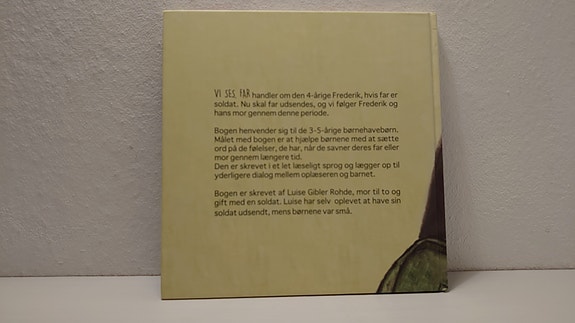 VI SES, FAR handler om den 4-årige Frederik, hvis far er
soldat. Nu skal far udsendes, og vi følger Frederik og
hans mor gennem denne periode.
Bogen henvender sig til de 3-5-årige børnehavebørn.
Målet med bogen er at hjælpe børnene med at sætte
ord på de følelser, de har, når de savner deres far eller
mor gennem længere tid.
Den er skrevet i et let læseligt sprog og lægger op til
yderligere dialog mellem oplæseren og barnet.
Bogen er skrevet af Luise Gibler Rohde, mor til to og
gift med en soldat. Luise har selv oplevet at have sin
soldat udsendt, mens børnene var små.